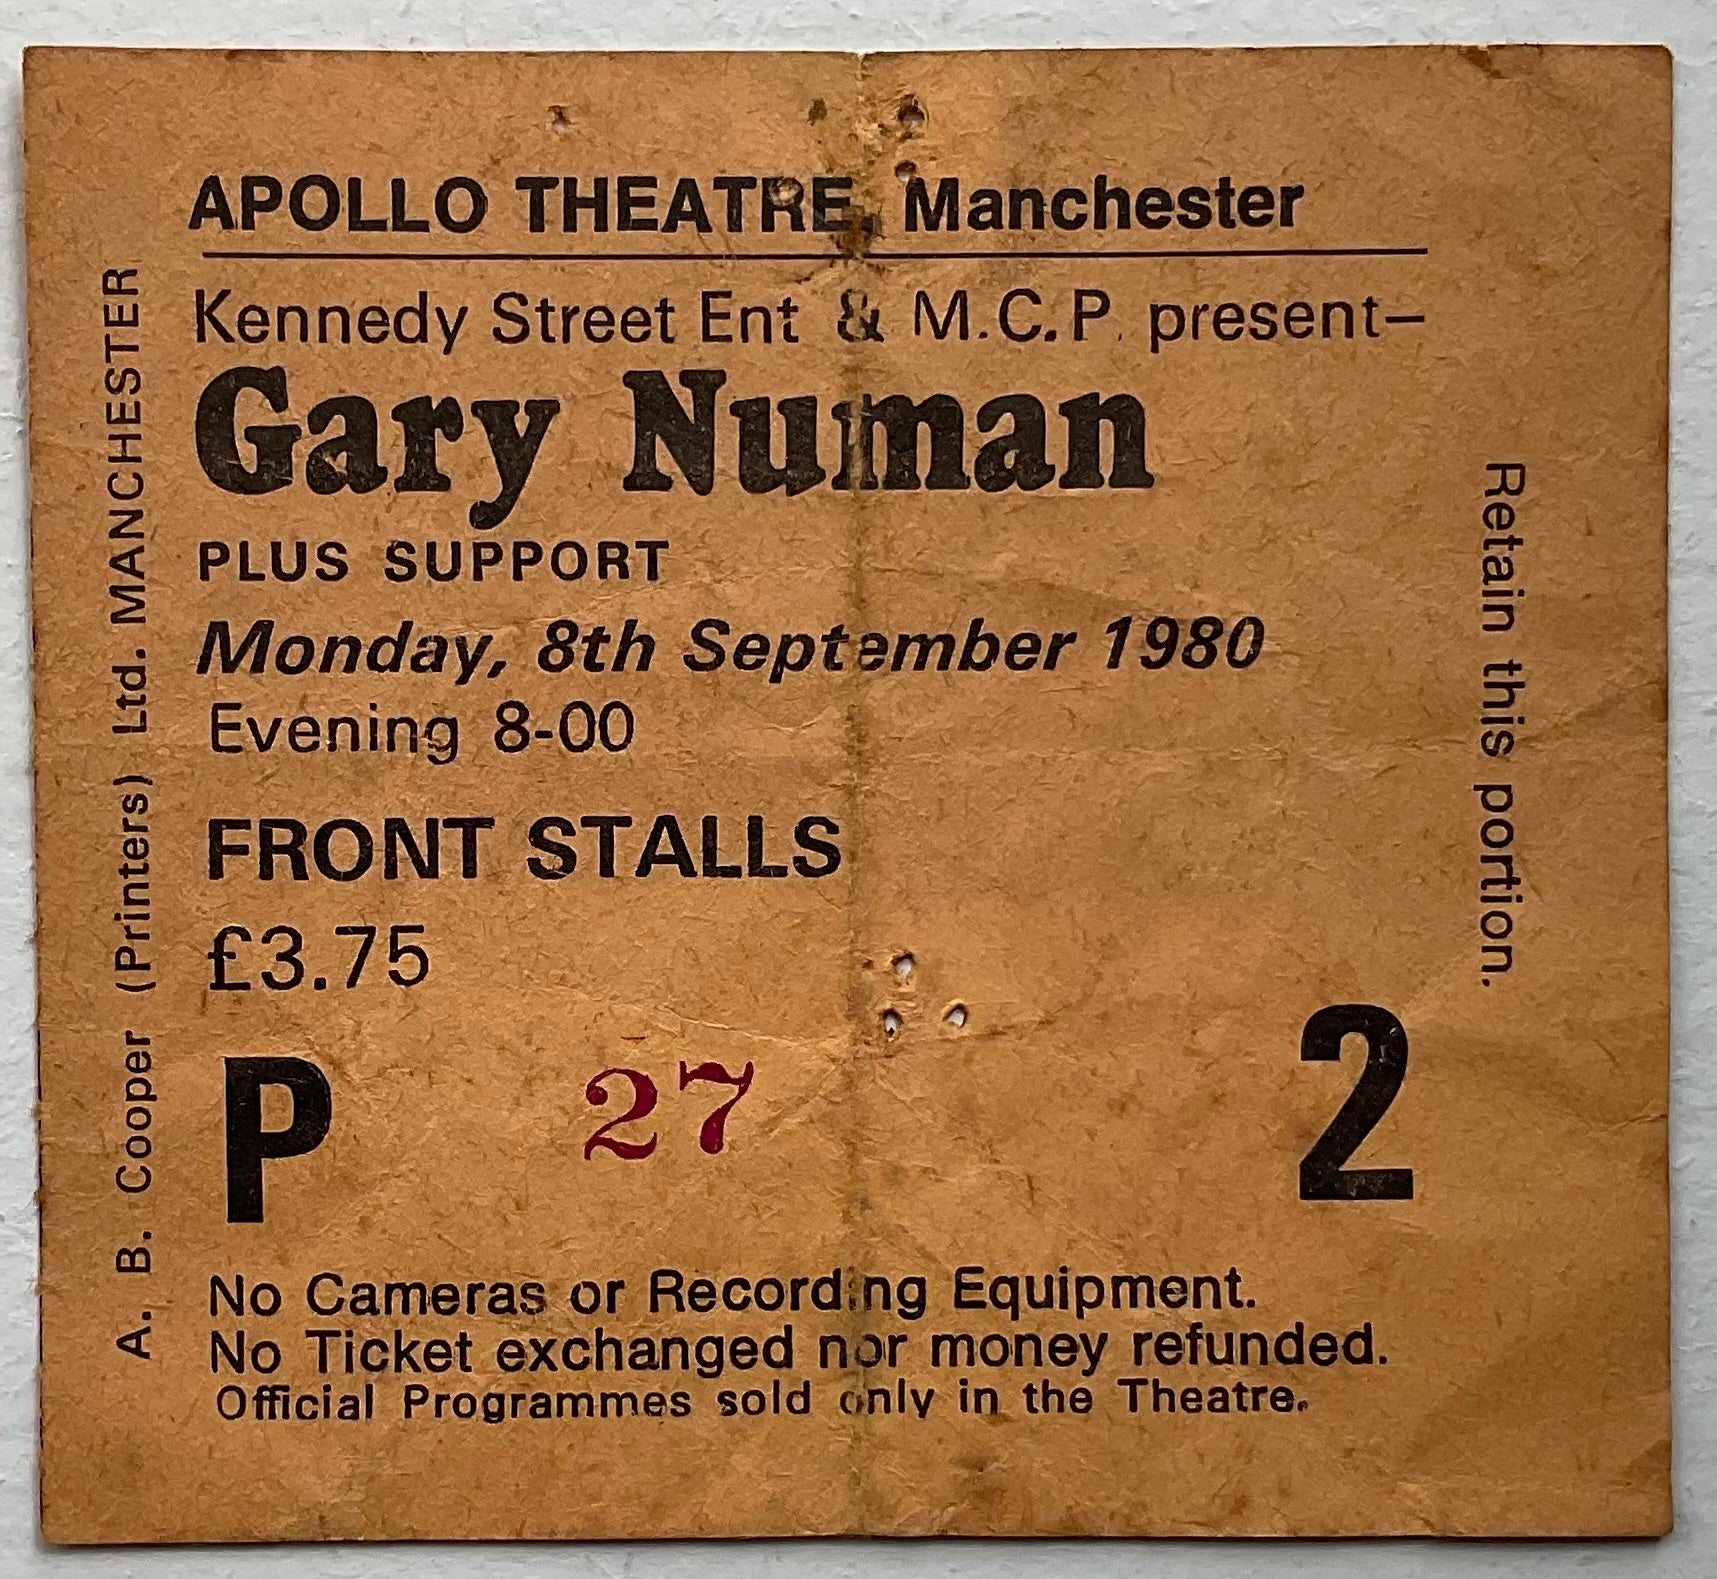 APOLLO THEATRE, Manchester
Kennedy Street Ent & M.C.P. present–
Gary Numan
PLUS SUPPORT
Monday, 8th September 1980
Evening 8-00
FRONT STALLS
£3.75
P 27 2
No Cameras or Recording Equipment.
No Ticket exchanged nor money refunded.
Official Programmes sold only in the Theatre.
A. B. Cooper (Printers) Ltd. MANCHESTER
Retain this portion.